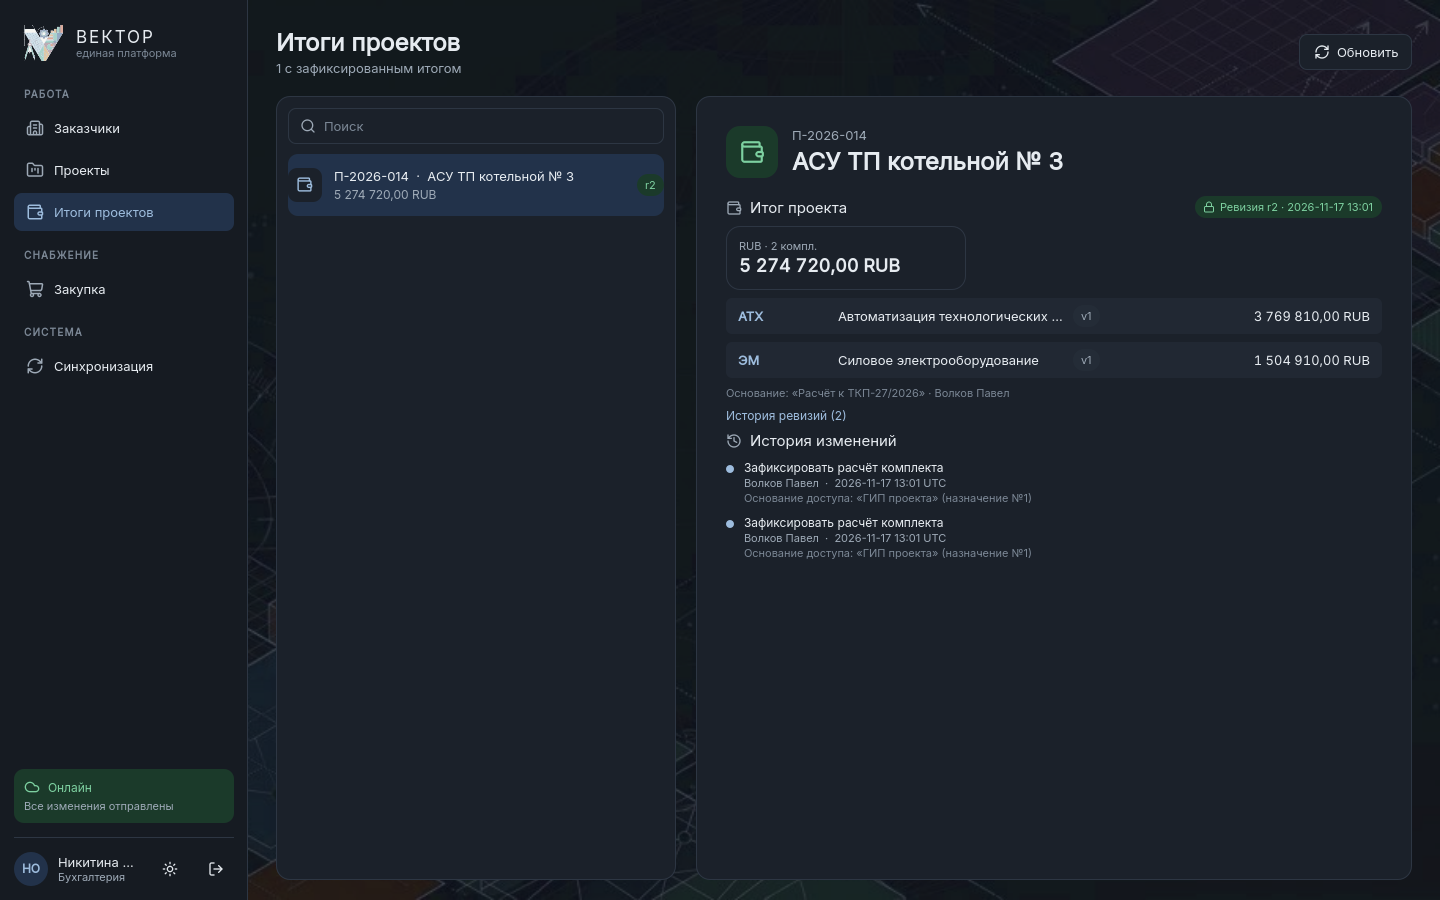 ВЕКТОР
единая платформа
РАБОТА
Заказчики
Проекты
Итоги проектов
СНАБЖЕНИЕ
Закупка
СИСТЕМА
Синхронизация
Онлайн
Все изменения отправлены
НО
Никитина ...
Бухгалтерия
Итоги проектов
1 с зафиксированным итогом
Обновить
Поиск
П-2026-014 · АСУ ТП котельной № 3
5 274 720,00 RUB
r2
П-2026-014
АСУ ТП котельной № 3
Итог проекта
Ревизия r2 · 2026-11-17 13:01
RUB · 2 компл.
5 274 720,00 RUB
АТХ Автоматизация технологических ... v1 3 769 810,00 RUB
ЭМ Силовое электрооборудование v1 1 504 910,00 RUB
Основание: «Расчёт к ТКП-27/2026» · Волков Павел
История ревизий (2)
История изменений
Зафиксировать расчёт комплекта
Волков Павел · 2026-11-17 13:01 UTC
Основание доступа: «ГИП проекта» (назначение №1)
Зафиксировать расчёт комплекта
Волков Павел · 2026-11-17 13:01 UTC
Основание доступа: «ГИП проекта» (назначение №1)